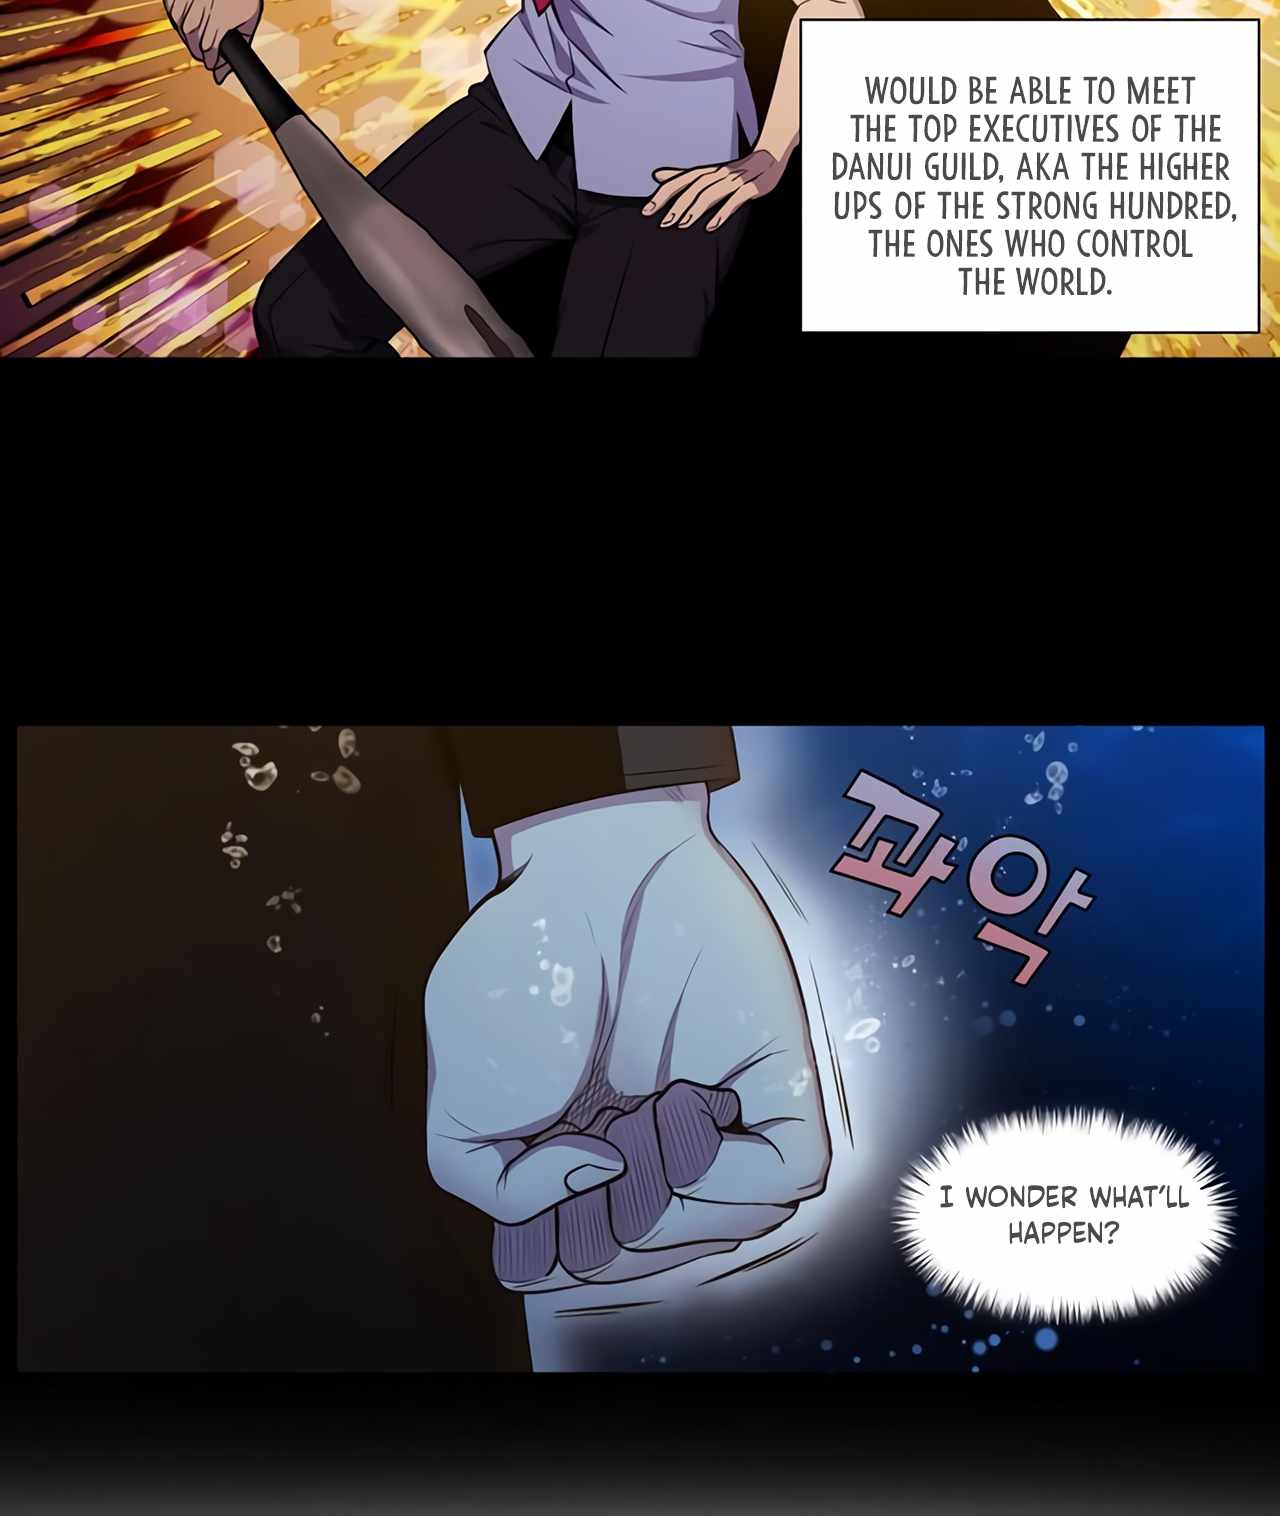 WOULD BE ABLE TO MEET
THE TOP EXECUTIVES OF THE
DANUI GUILD, AKA THE HIGHER
UPS OF THE STRONG HUNDRED,
THE ONES WHO CONTROL
THE WORLD.
꽈악
I WONDER WHAT'LL
HAPPEN?